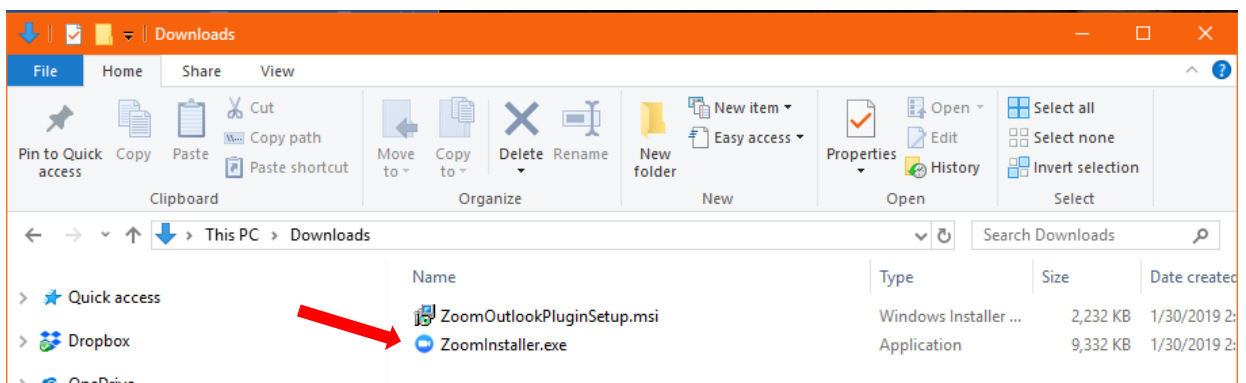 Downloads
File Home Share View
Pin to Quick access
Copy
Paste
Cut
Copy path
Paste shortcut
Clipboard
Move to
Copy to
Delete
Rename
Organize
New folder
New item
Easy access
New
Properties
Open
Edit
History
Open
Select all
Select none
Invert selection
Select
This PC > Downloads
Search Downloads
Name Type Size Date created
Quick access
ZoomOutlookPluginSetup.msi Windows Installer ... 2,232 KB 1/30/2019 2:
Dropbox
ZoomInstaller.exe Application 9,332 KB 1/30/2019 2:
OneDrive